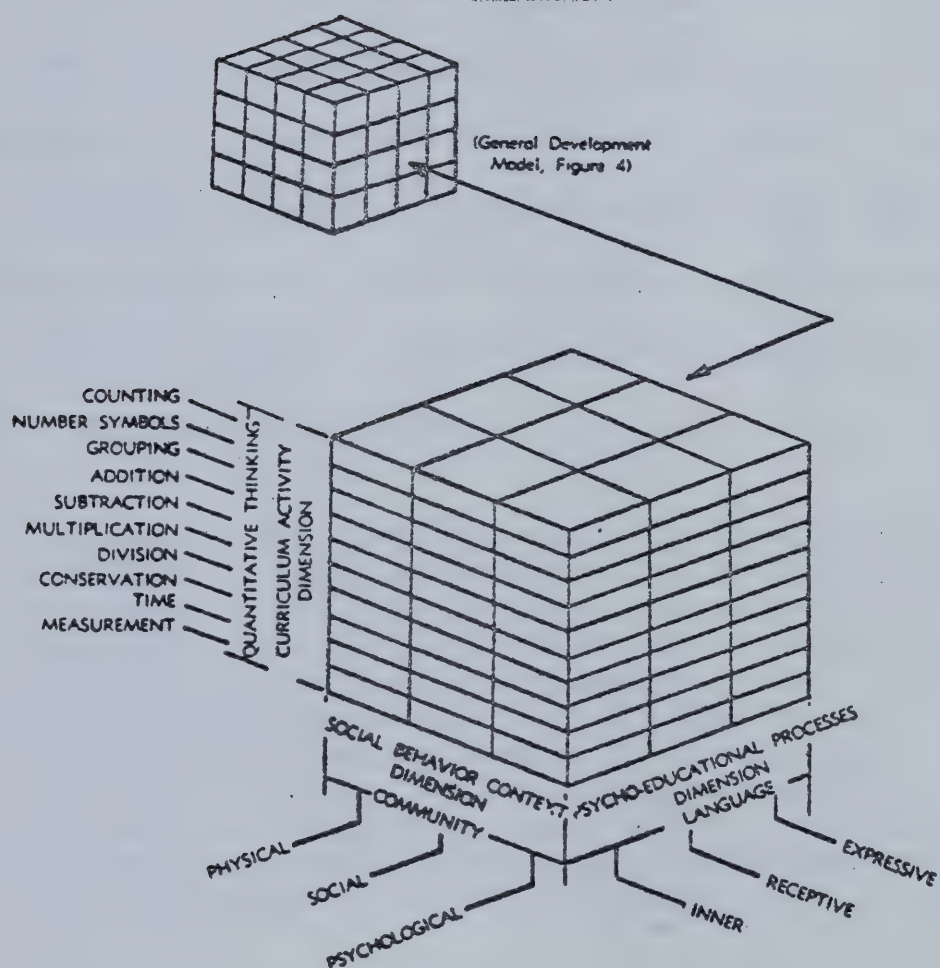 (General Development
Model, Figure 4)
COUNTING
NUMBER SYMBOLS
GROUPING
ADDITION
SUBTRACTION
MULTIPLICATION
DIVISION
CONSERVATION
TIME
MEASUREMENT
QUANTITATIVE THINKING
CURRICULUM ACTIVITY
DIMENSION
SOCIAL BEHAVIOR CONTEXT
DIMENSION
COMMUNITY
PHYSICAL
SOCIAL
PSYCHOLOGICAL
PSYCHO-EDUCATIONAL PROCESSES
DIMENSION
LANGUAGE
INNER
RECEPTIVE
EXPRESSIVE